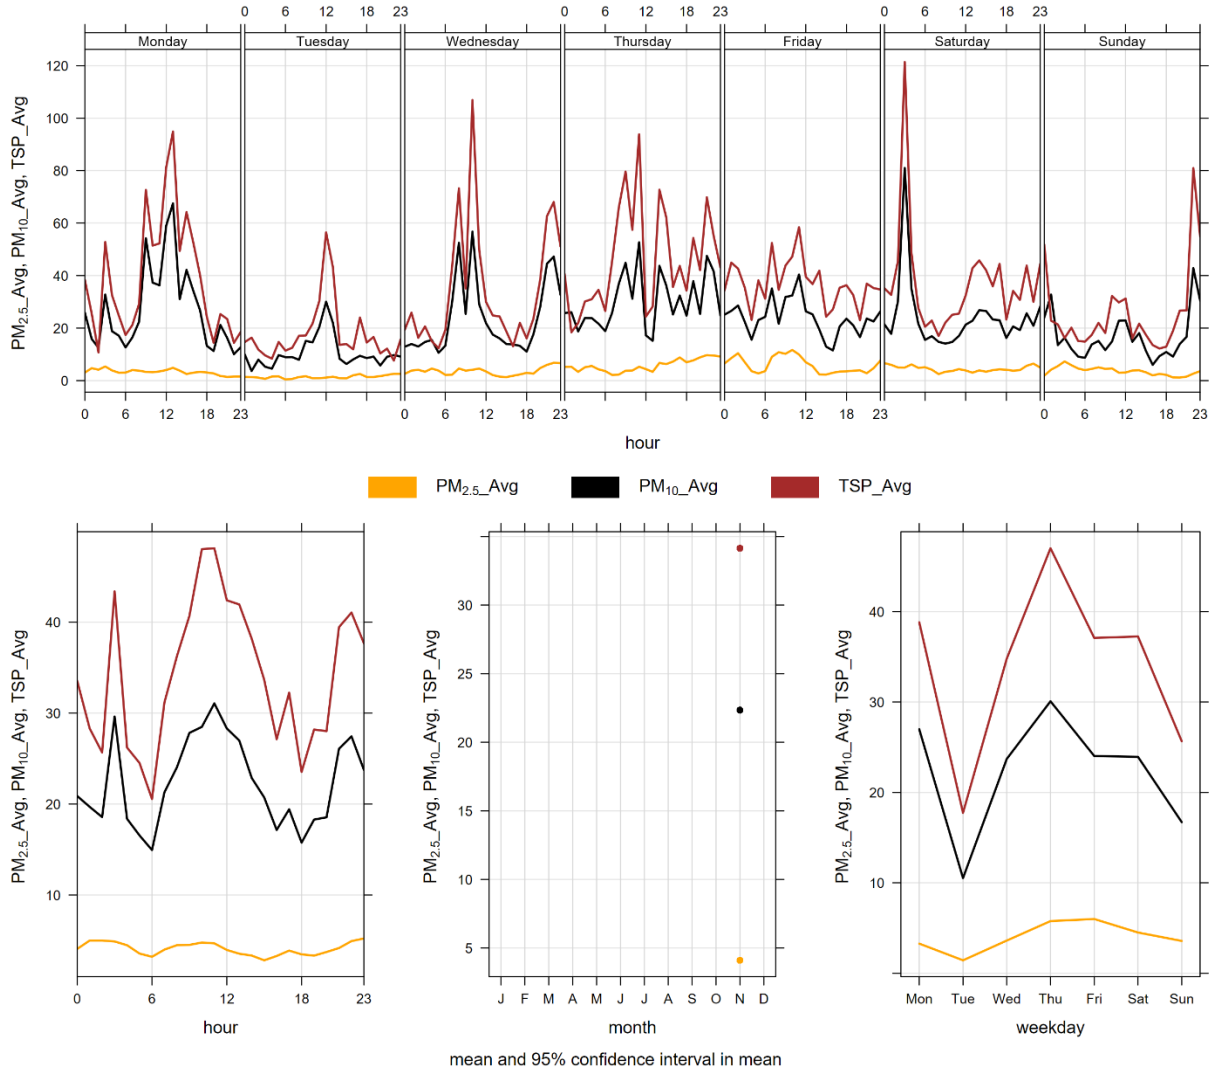 0 6 12 18 23 0 6 12 18 23 0 6 12 18 23
Monday Tuesday Wednesday Thursday Friday Saturday Sunday
120
100
80
60
40
20
0
PM2.5_Avg, PM10_Avg, TSP_Avg
0 6 12 18 23 0 6 12 18 23 0 6 12 18 23 0 6 12 18 23
hour
PM2.5_Avg PM10_Avg TSP_Avg
40
30
20
10
PM2.5_Avg, PM10_Avg, TSP_Avg
0 6 12 18 23
hour
30
25
20
15
10
5
PM2.5_Avg, PM10_Avg, TSP_Avg
J F M A M J J A S O N D
month
40
30
20
10
PM2.5_Avg, PM10_Avg, TSP_Avg
Mon Tue Wed Thu Fri Sat Sun
weekday
mean and 95% confidence interval in mean